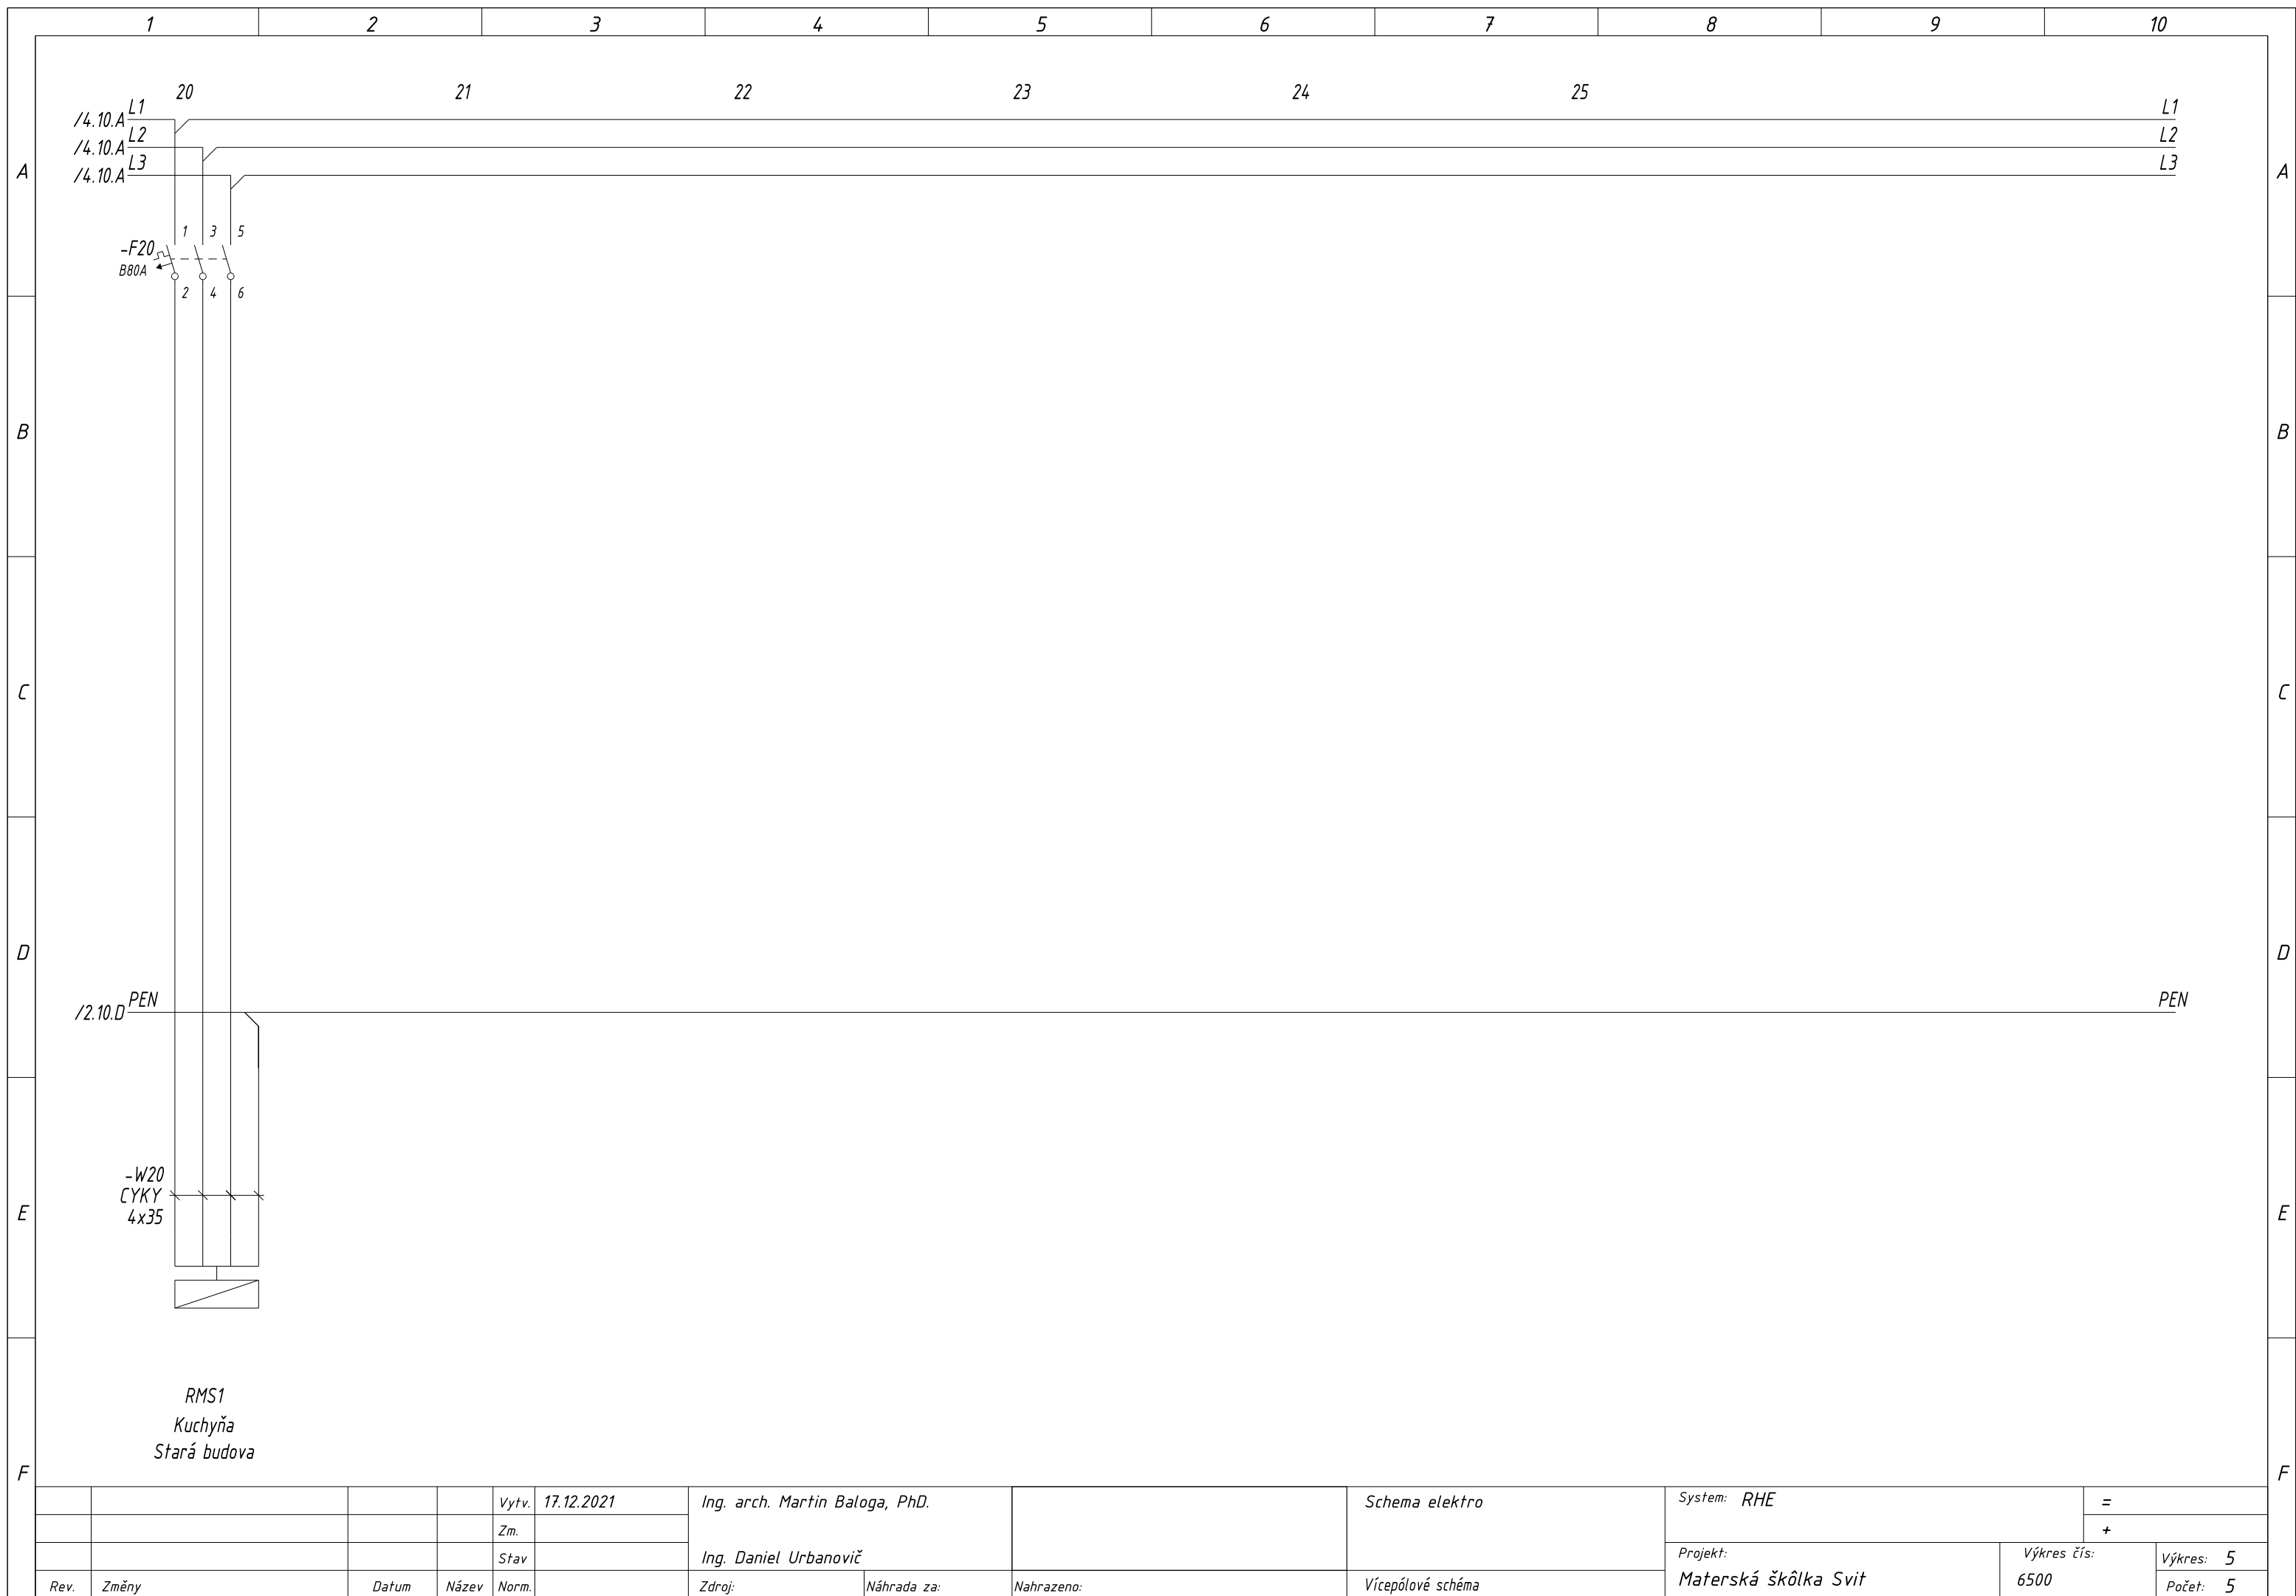 1 2 3 4 5 6 7 8 9 10
20 21 22 23 24 25
L1 L1
/4.10.A
L2 L2
/4.10.A
L3 L3
A /4.10.A A
1 3 5
-F20
B80A
2 4 6
B B
C C
D D
PEN PEN
/2.10.D
-W20
CYKY
4x35
E E
RMS1
Kuchyňa
Stará budova
F F
Vytv. 17.12.2021 Ing. arch. Martin Baloga, PhD. Schema elektro System: RHE =
Zm. +
Stav Ing. Daniel Urbanovič Projekt: Výkres čís: Výkres: 5
Rev. Změny Datum Název Norm. Zdroj: Náhrada za: Nahrazeno: Vícepólové schéma Materská škôlka Svit 6500 Počet: 5